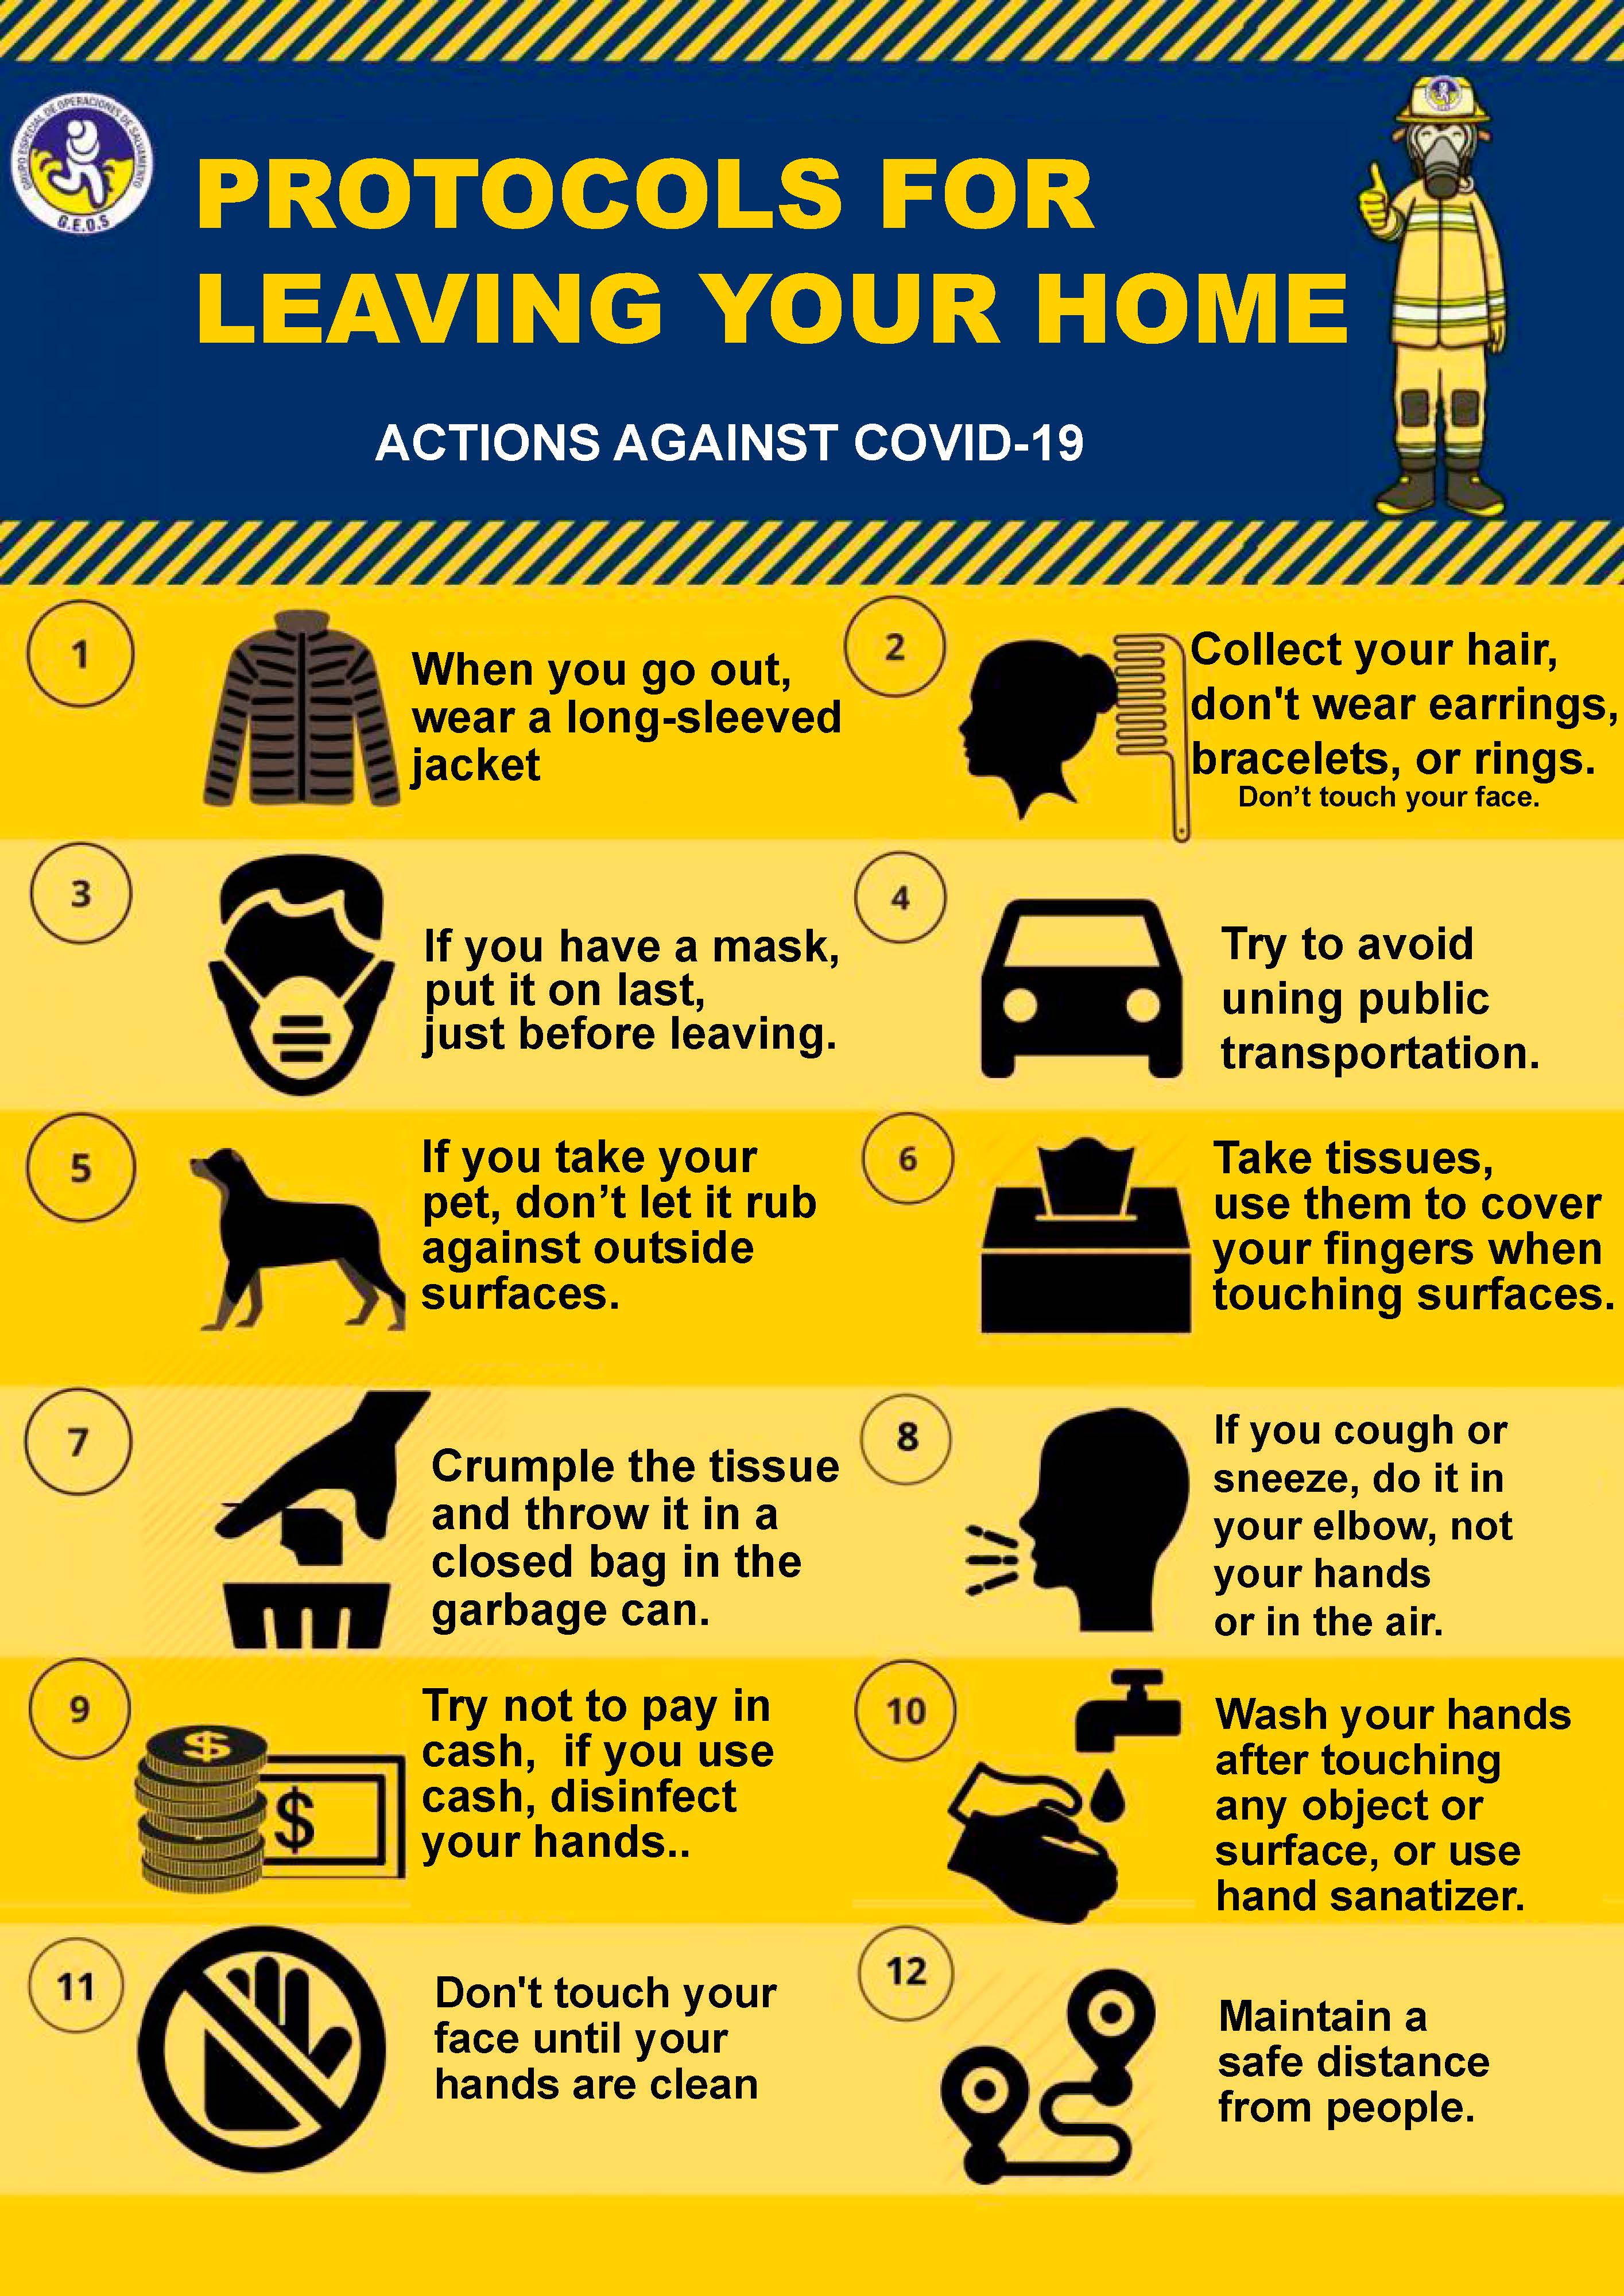 GRUPO ESPECIAL DE OPERACIONES DE SALVAMENTO
G.E.O.S
PROTOCOLS FOR
LEAVING YOUR HOME
ACTIONS AGAINST COVID-19
1
When you go out,
wear a long-sleeved
jacket
2
Collect your hair,
don't wear earrings,
bracelets, or rings.
Don’t touch your face.
3
If you have a mask,
put it on last,
just before leaving.
4
Try to avoid
uning public
transportation.
5
If you take your
pet, don’t let it rub
against outside
surfaces.
6
Take tissues,
use them to cover
your fingers when
touching surfaces.
7
Crumple the tissue
and throw it in a
closed bag in the
garbage can.
8
If you cough or
sneeze, do it in
your elbow, not
your hands
or in the air.
9
$
$
Try not to pay in
cash,  if you use
cash, disinfect
your hands..
10
Wash your hands
after touching
any object or
surface, or use
hand sanatizer.
11
Don't touch your
face until your
hands are clean
12
Maintain a
safe distance
from people.